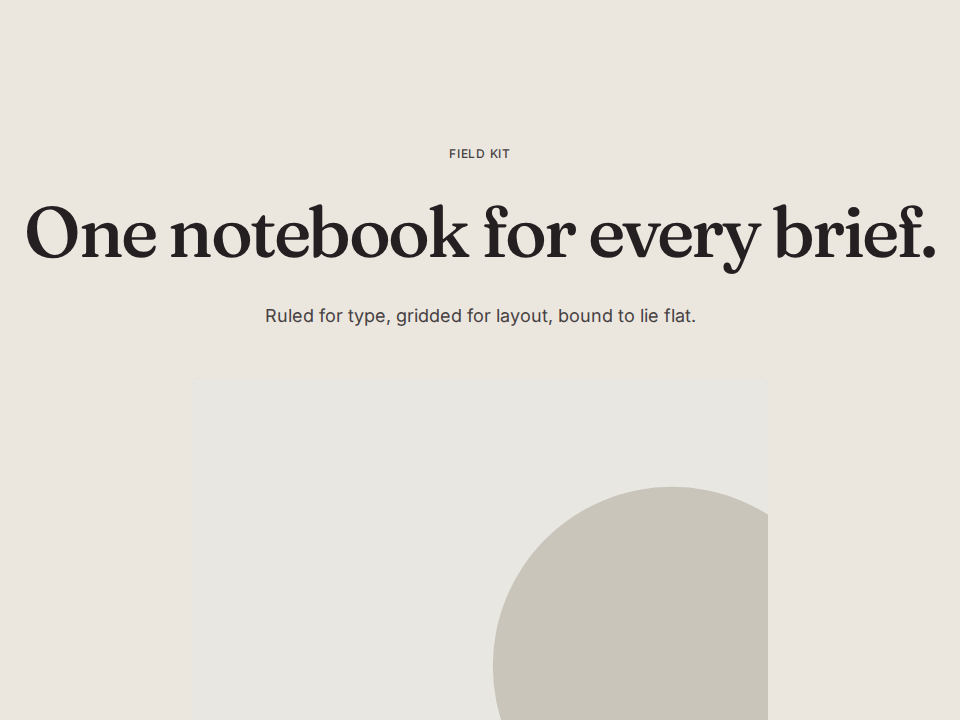 FIELD KIT
One notebook for every brief.
Ruled for type, gridded for layout, bound to lie flat.